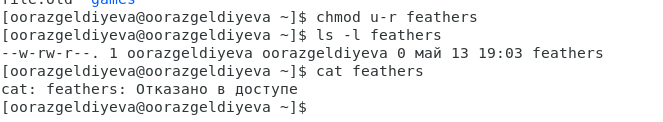 file.old games
[oorazgeldiyeva@oorazgeldiyeva ~]$ chmod u-r feathers
[oorazgeldiyeva@oorazgeldiyeva ~]$ ls -l feathers
--w-rw-r--. 1 oorazgeldiyeva oorazgeldiyeva 0 май 13 19:03 feathers
[oorazgeldiyeva@oorazgeldiyeva ~]$ cat feathers
cat: feathers: Отказано в доступе
[oorazgeldiyeva@oorazgeldiyeva ~]$